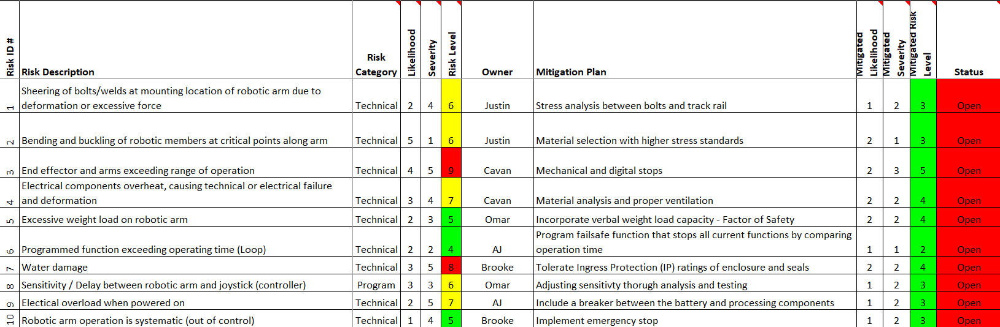 Risk ID # Risk Description Risk Category Likelihood Severity Risk Level Owner Mitigation Plan Mitigated Likelihood Mitigated Severity Mitigated Risk Level Status
1 Sheering of bolts/welds at mounting location of robotic arm due to
deformation or excessive force Technical 2 4 6 Justin Stress analysis between bolts and track rail 1 2 3 Open
2 Bending and buckling of robotic members at critical points along arm Technical 5 1 6 Justin Material selection with higher stress standards 2 1 3 Open
3 End effector and arms exceeding range of operation Technical 4 5 9 Cavan Mechanical and digital stops 2 3 5 Open
4 Electrical components overheat, causing technical or electrical failure
and deformation Technical 3 4 7 Cavan Material analysis and proper ventilation 2 2 4 Open
5 Excessive weight load on robotic arm Technical 2 3 5 Omar Incorporate verbal weight load capacity - Factor of Safety 2 2 4 Open
6 Programmed function exceeding operating time (Loop) Technical 2 2 4 AJ Program failsafe function that stops all current functions by comparing
operation time 1 1 2 Open
7 Water damage Technical 3 5 8 Brooke Tolerate Ingress Protection (IP) ratings of enclosure and seals 2 2 4 Open
8 Sensitivity / Delay between robotic arm and joystick (controller) Program 3 3 6 Omar Adjusting sensitivty thorugh analysis and testing 1 2 3 Open
9 Electical overload when powered on Technical 2 5 7 AJ Include a breaker between the battery and processing components 1 2 3 Open
10 Robotic arm operation is systematic (out of control) Technical 1 4 5 Brooke Implement emergency stop 1 2 3 Open